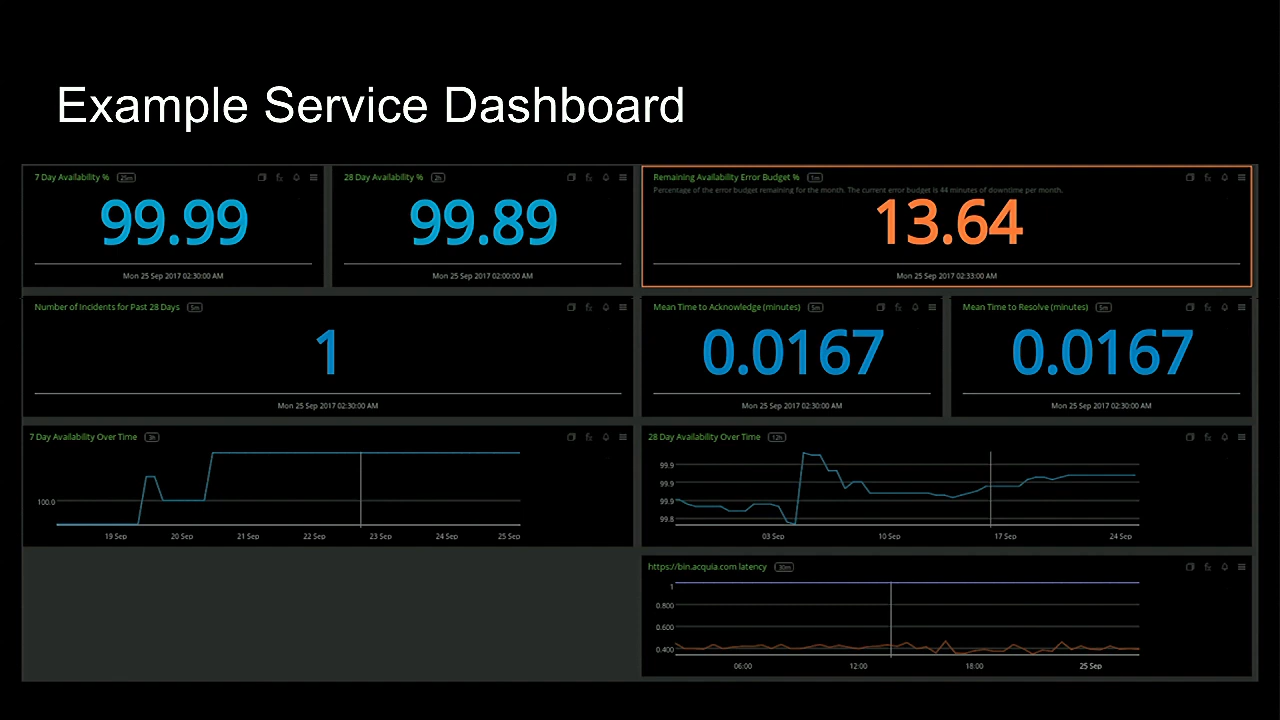 Example Service Dashboard
7 Day Availability % 25m
28 Day Availability % 2h
Remaining Availability Error Budget % 1m
Percentage of the error budget remaining for the month. The current error budget is 44 minutes of downtime per month.
99.99
99.89
13.64
Mon 25 Sep 2017 02:30:00 AM
Mon 25 Sep 2017 02:00:00 AM
Mon 25 Sep 2017 02:33:00 AM
Number of Incidents for Past 28 Days 5m
Mean Time to Acknowledge (minutes) 5m
Mean Time to Resolve (minutes) 5m
1
0.0167
0.0167
Mon 25 Sep 2017 02:30:00 AM
Mon 25 Sep 2017 02:30:00 AM
Mon 25 Sep 2017 02:30:00 AM
7 Day Availability Over Time 3h
100.0
19 Sep 20 Sep 21 Sep 22 Sep 23 Sep 24 Sep 25 Sep
28 Day Availability Over Time 12h
99.9
99.9
99.9
99.8
03 Sep 10 Sep 17 Sep 24 Sep
https://bin.acquia.com latency 30m
1
0.800
0.600
0.400
06:00 12:00 18:00 25 Sep